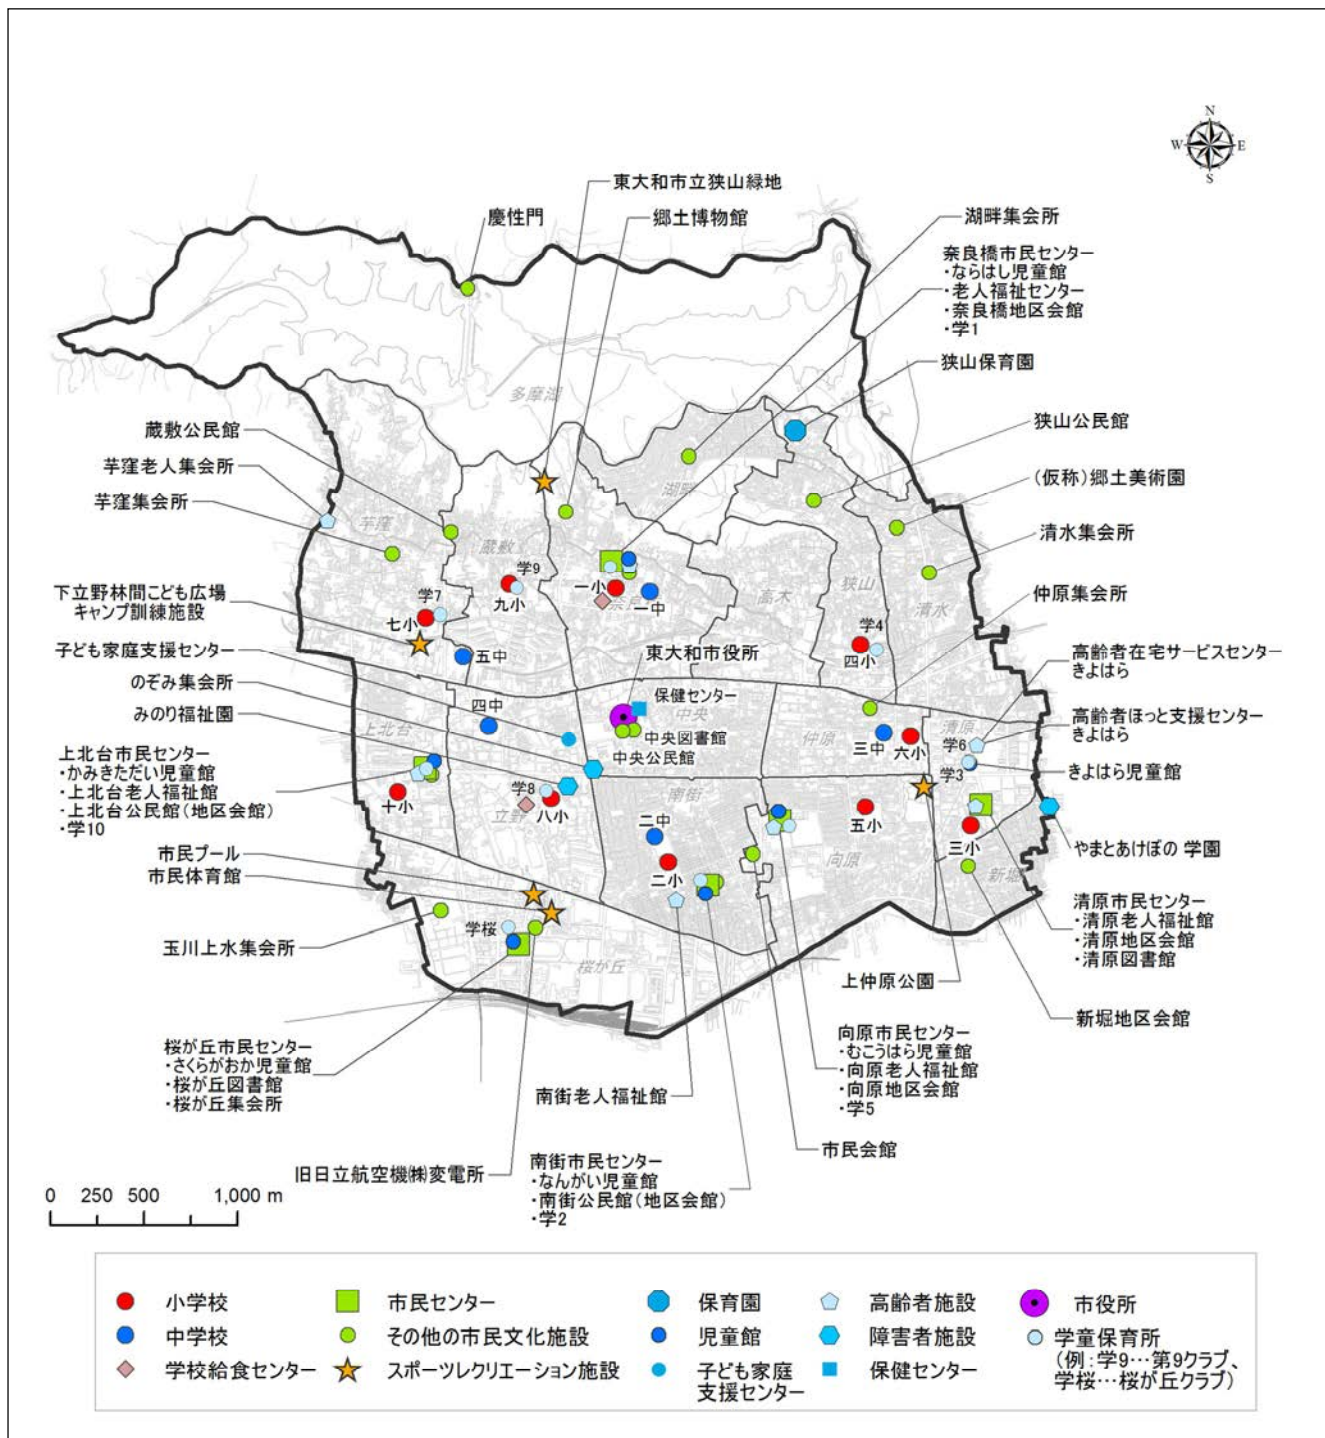 N
W
E
S
東大和市立狭山緑地
慶性門
郷土博物館
湖畔集会所
奈良橋市民センター
・ならはし児童館
・老人福祉センター
・奈良橋地区会館
・学1
狭山保育園
狭山公民館
(仮称)郷土美術園
清水集会所
仲原集会所
高齢者在宅サービスセンター
きよはら
高齢者ほっと支援センター
きよはら
きよはら児童館
やまとあけぼの 学園
清原市民センター
・清原老人福祉館
・清原地区会館
・清原図書館
新堀地区会館
上仲原公園
向原市民センター
・むこうはら児童館
・向原老人福祉館
・向原地区会館
・学5
市民会館
南街老人福祉館
南街市民センター
・なんがい児童館
・南街公民館(地区会館)
・学2
旧日立航空機㈱変電所
桜が丘市民センター
・さくらがおか児童館
・桜が丘図書館
・桜が丘集会所
玉川上水集会所
市民体育館
市民プール
上北台市民センター
・かみきただい児童館
・上北台老人福祉館
・上北台公民館(地区会館)
・学10
みのり福祉園
のぞみ集会所
子ども家庭支援センター
下立野林間こども広場
キャンプ訓練施設
芋窪集会所
芋窪老人集会所
蔵敷公民館
多摩湖
湖畔
芋窪
蔵敷
奈良
高木
狭山
清水
上北台
中央
仲原
清原
立野
南街
向原
新堀
桜が丘
学9
九小
学7
七小
五中
一小
一中
学4
四小
四中
東大和市役所
保健センター
中央図書館
中央公民館
三中
六小
学6
学3
十小
学8
八小
二中
二小
五小
三小
学桜
0 250 500 1,000 m
小学校
市民センター
保育園
高齢者施設
市役所
中学校
その他の市民文化施設
児童館
障害者施設
学童保育所
(例:学9…第9クラブ、
学桜…桜が丘クラブ)
学校給食センター
スポーツレクリエーション施設
子ども家庭
支援センター
保健センター